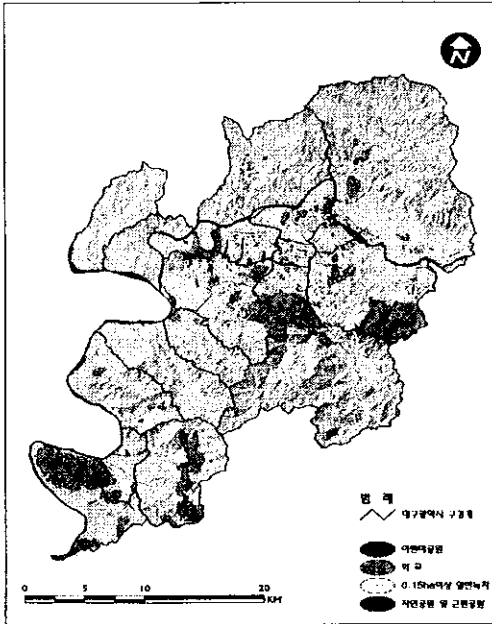 N
범 례
대구광역시 구경계
어린이공원
학 교
0.15ha이상 일반녹지
자연공원 및 근린공원
0 5 10 20
KM